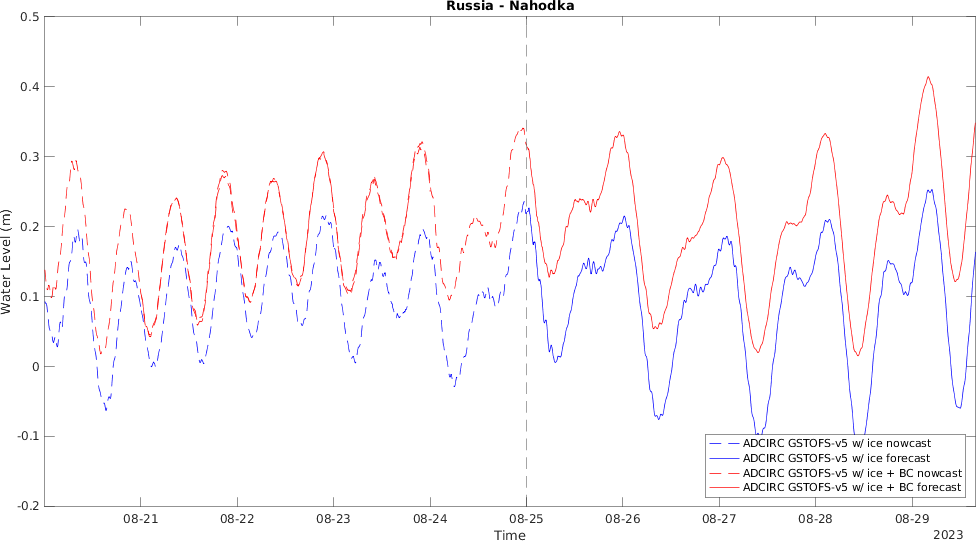 Russia - Nahodka
0.5
0.4
0.3
0.2
0.1
0
-0.1
-0.2
Water Level (m)
08-21 08-22 08-23 08-24 08-25 08-26 08-27 08-28 08-29
Time
2023
ADCIRC GSTOFS-v5 w/ ice nowcast
ADCIRC GSTOFS-v5 w/ ice forecast
ADCIRC GSTOFS-v5 w/ ice + BC nowcast
ADCIRC GSTOFS-v5 w/ ice + BC forecast